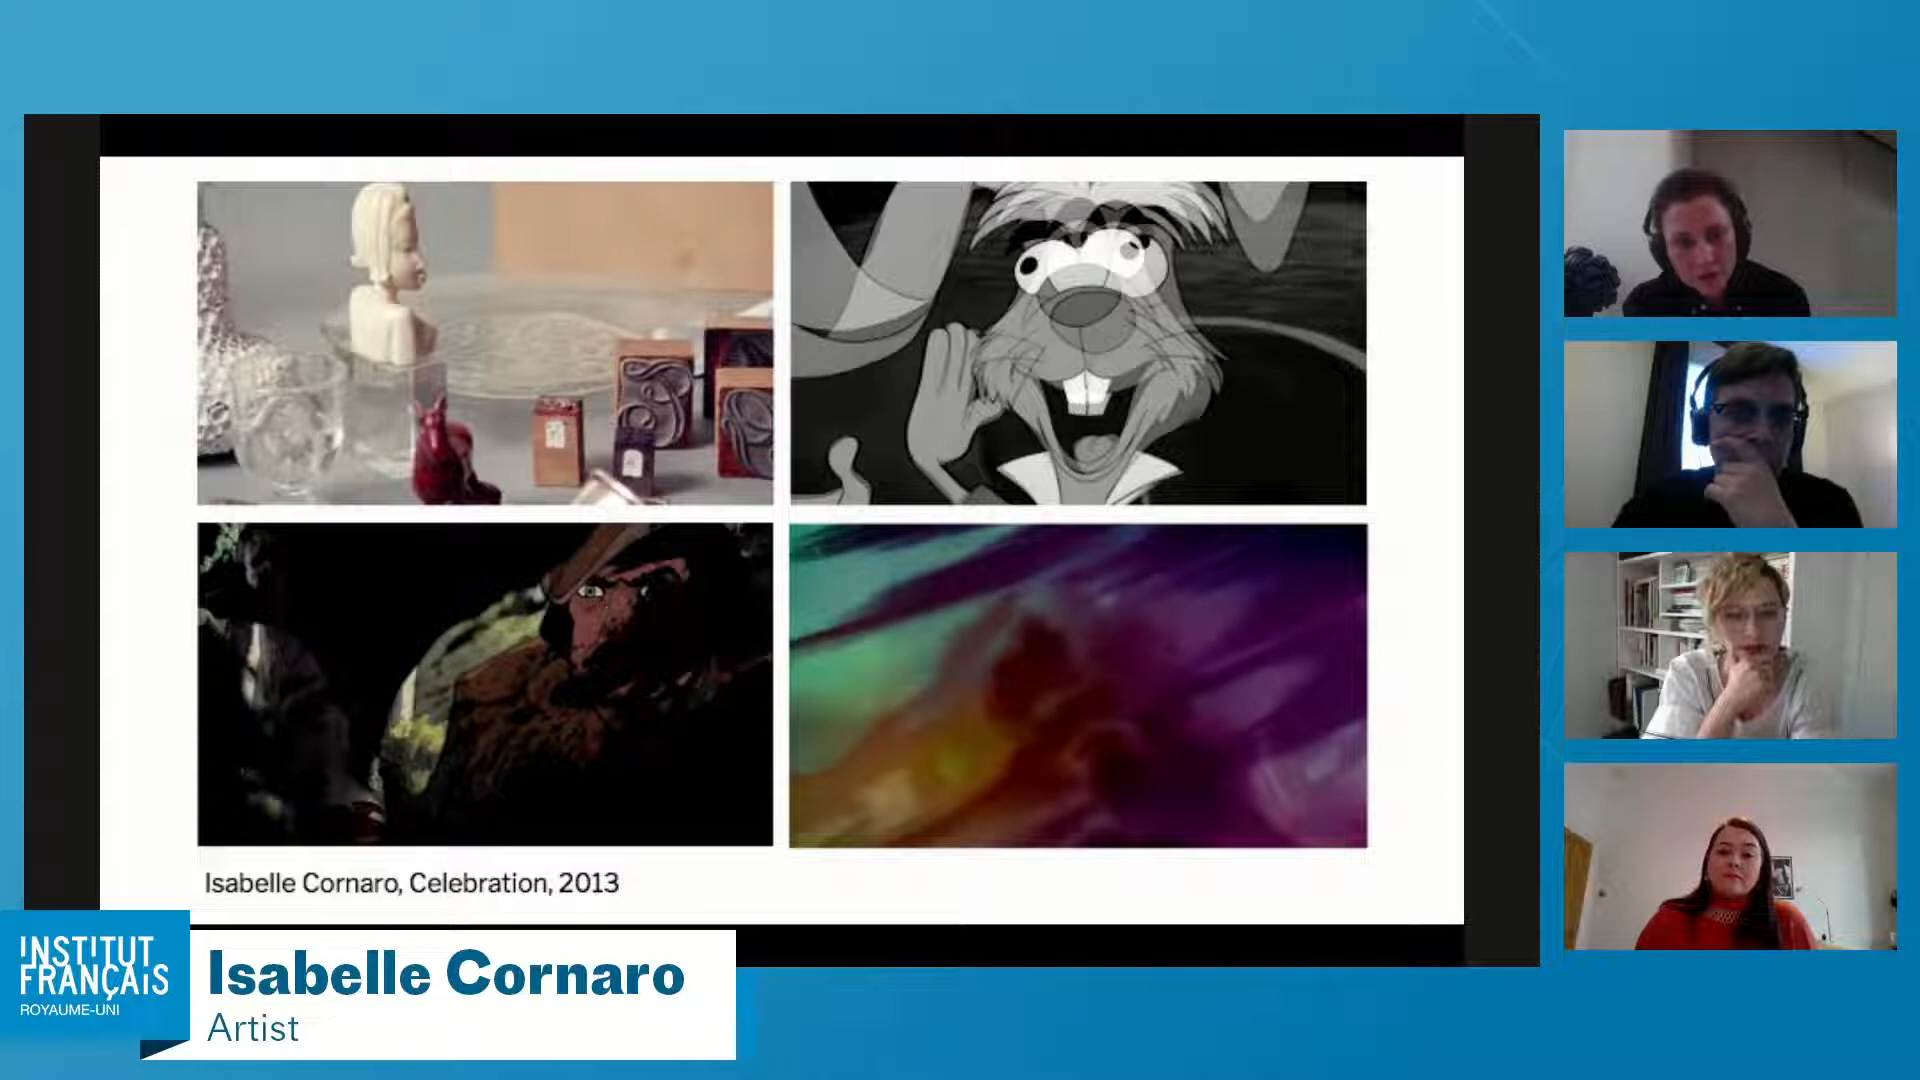 Isabelle Cornaro, Celebration, 2013
INSTITUT
FRANÇAIS
ROYAUME-UNI
Isabelle Cornaro
Artist